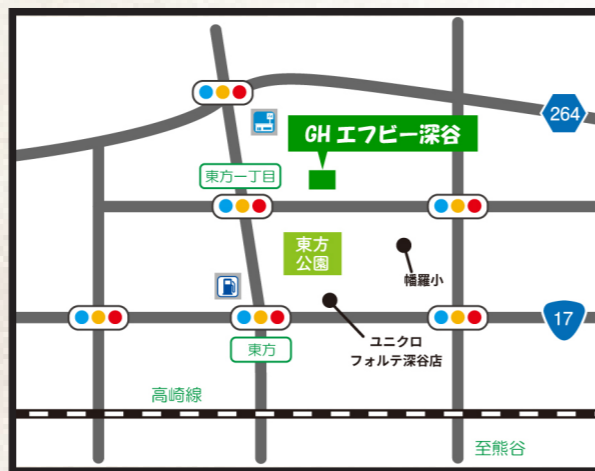 264
GH エフビー深谷
東方一丁目
東方
公園
幡羅小
17
ユニクロ
フォルテ深谷店
東方
高崎線
至熊谷